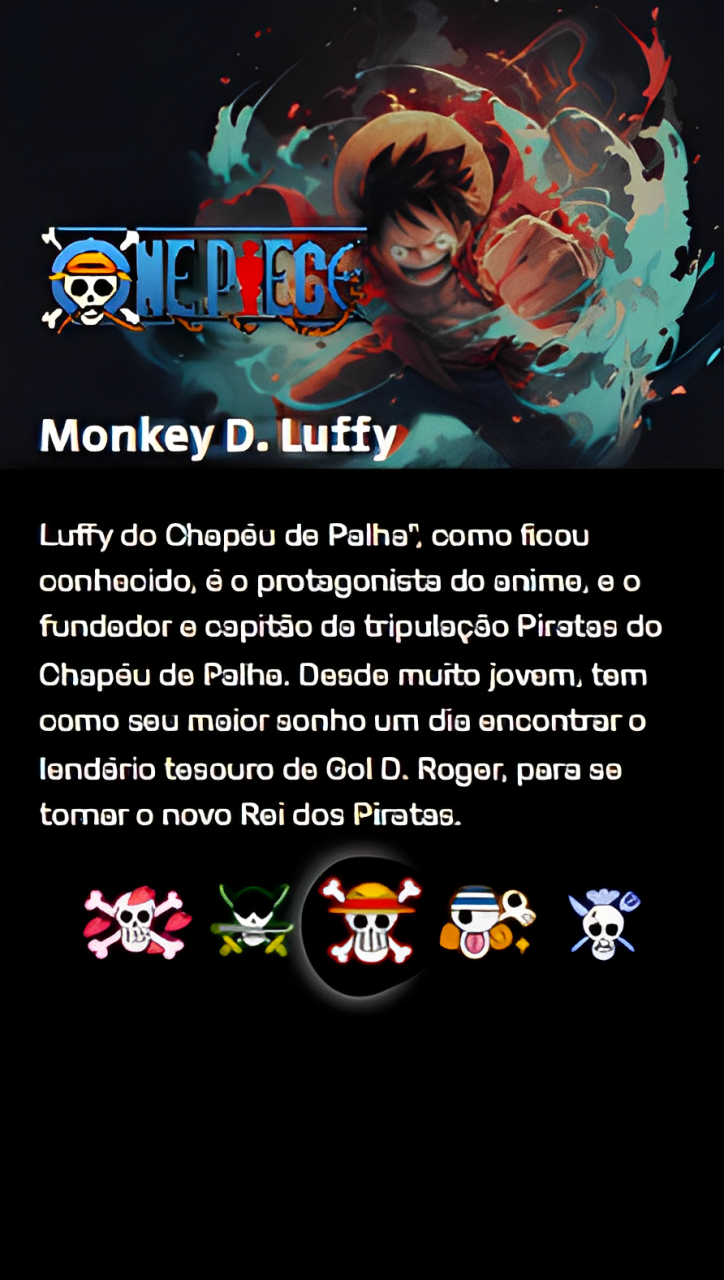 ONE PIECE
Monkey D. Luffy
Luffy do Chapéu de Palha", como ficou
conhecido, é o protagonista do anime, e o
fundador e capitão da tripulação Piratas do
Chapéu de Palha. Desde muito jovem, tem
como seu maior sonho um dia encontrar o
lendário tesouro de Gol D. Roger, para se
tornar o novo Rei dos Piratas.